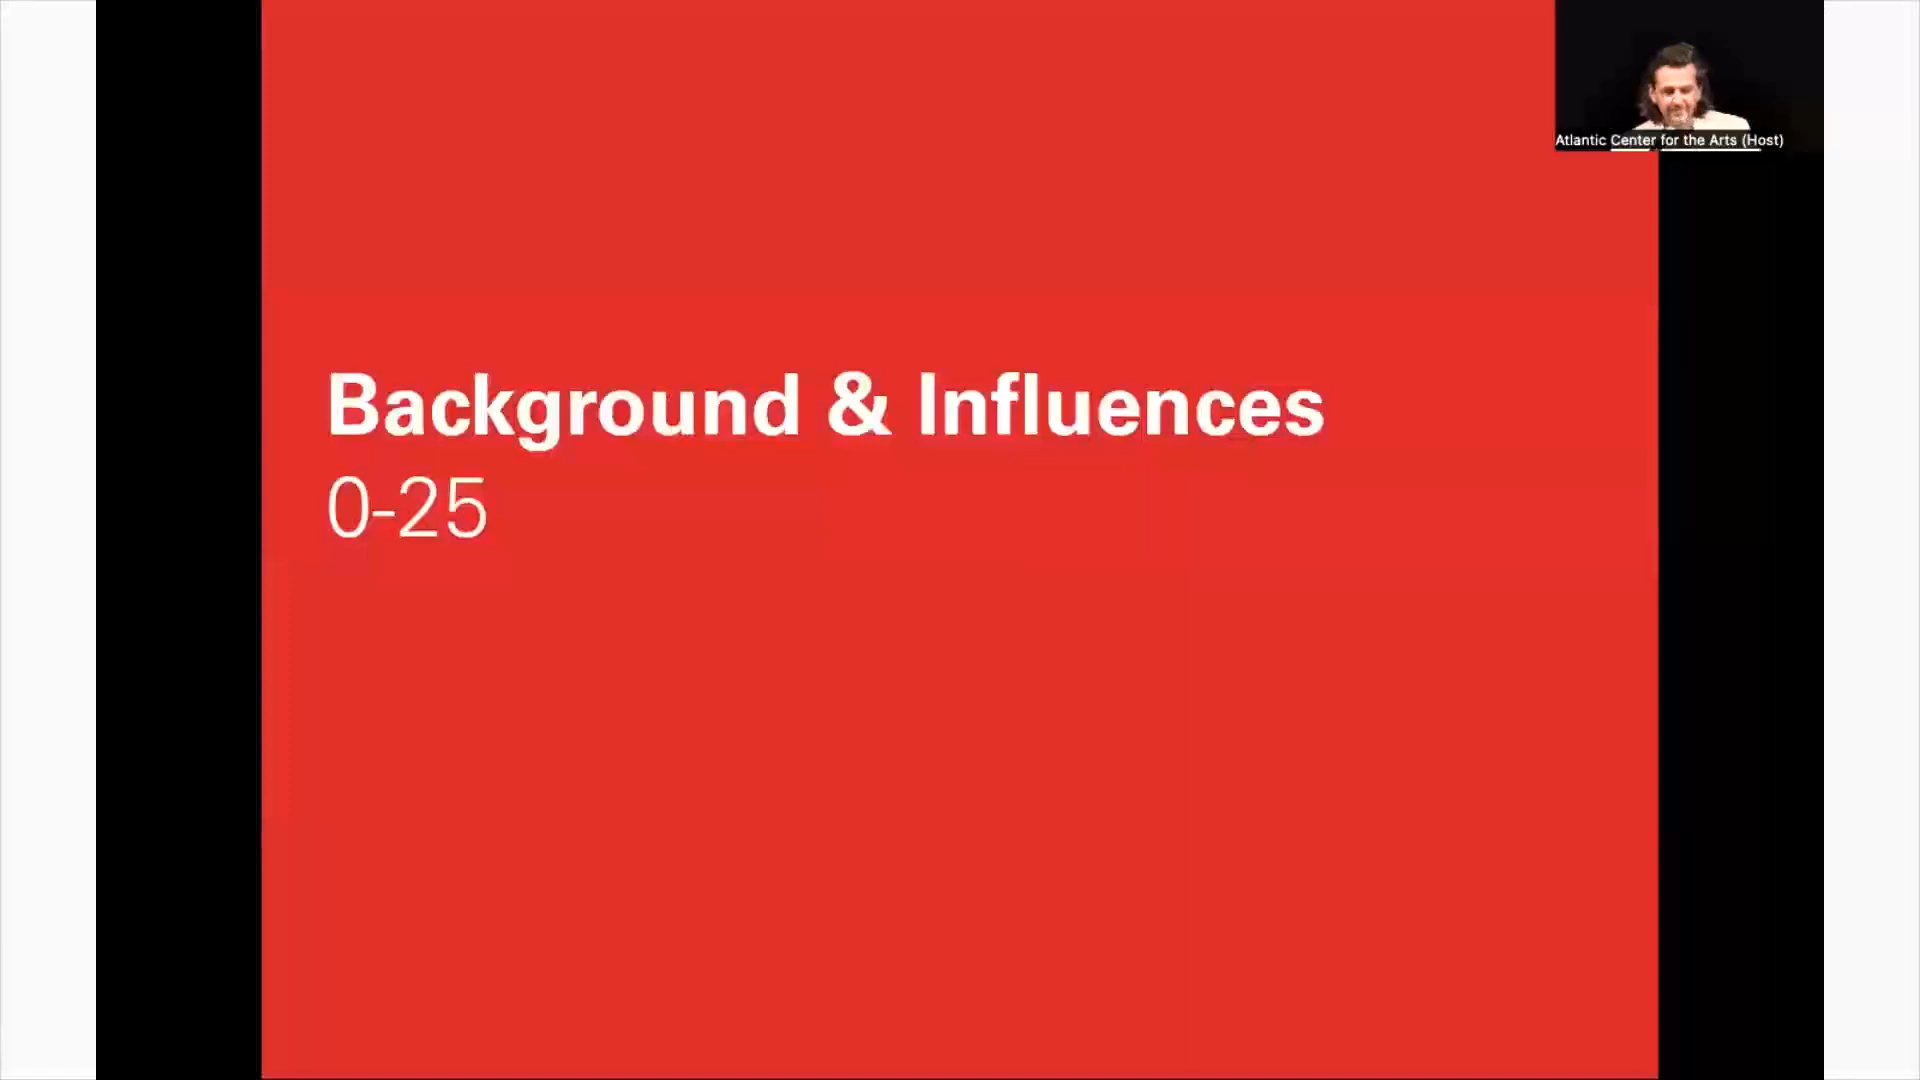 Atlantic Center for the Arts (Host)
Background & Influences
0-25